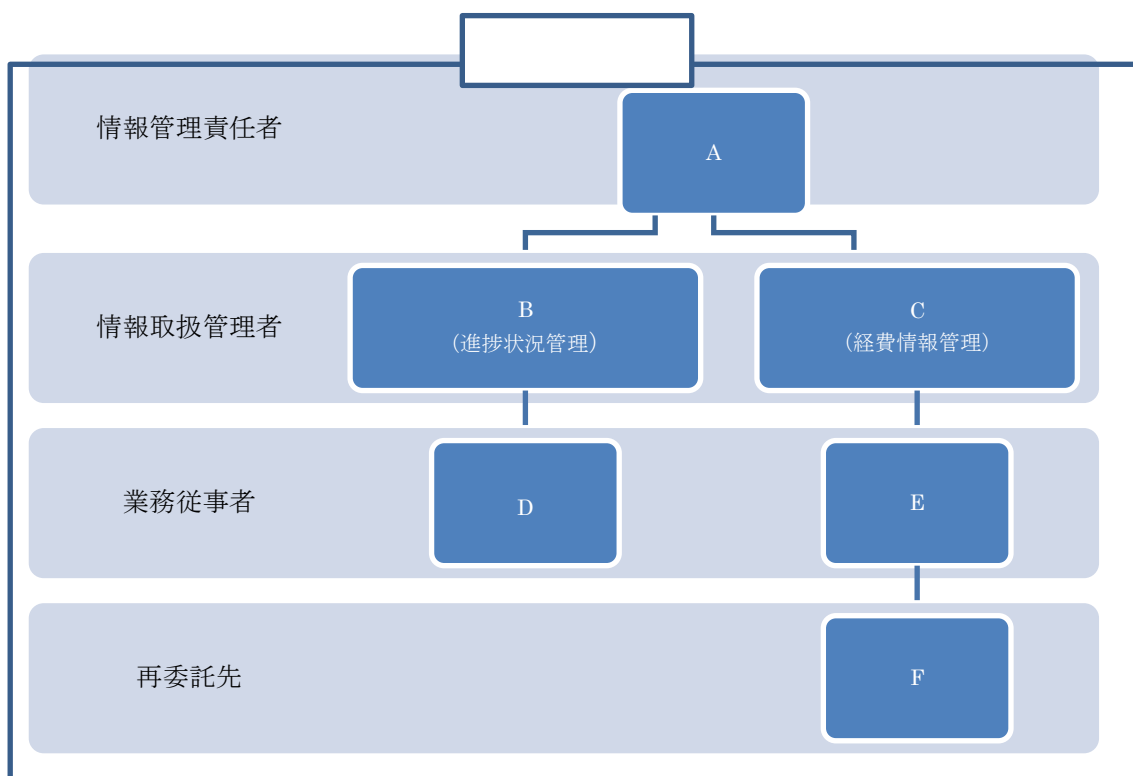 情報管理責任者
A
情報取扱管理者
B
(進捗状況管理)
C
(経費情報管理)
業務従事者
D
E
再委託先
F